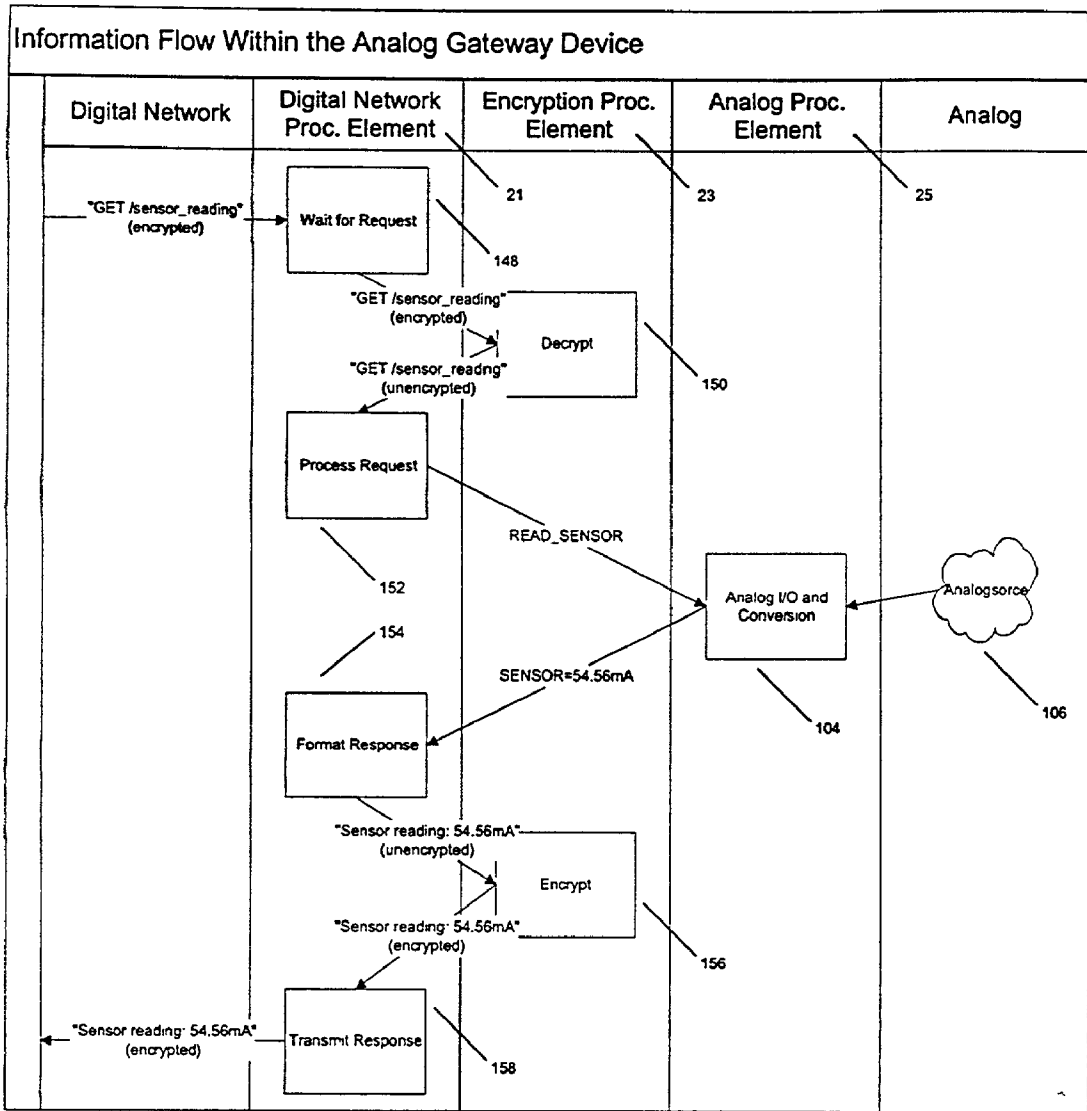 Information Flow Within the Analog Gateway Device
Digital Network
Digital Network
Proc. Element
Encryption Proc.
Element
Analog Proc.
Element
Analog
21
23
25
"GET /sensor_reading"
(encrypted)
Wait for Request
148
"GET /sensor_reading"
(encrypted)
Decrypt
150
"GET /sensor_reading"
(unencrypted)
Process Request
READ_SENSOR
152
Analog I/O and
Conversion
Analogsorce
154
SENSOR=54.56mA
104
106
Format Response
"Sensor reading: 54.56mA"
(unencrypted)
Encrypt
"Sensor reading: 54.56mA"
(encrypted)
156
"Sensor reading: 54.56mA"
(encrypted)
Transmit Response
158